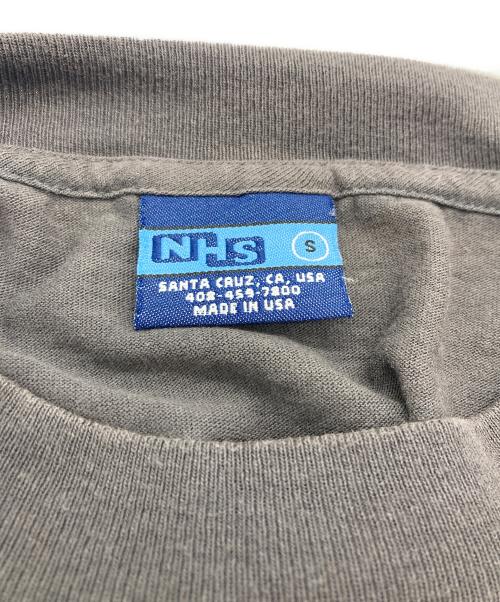 NHS S
SANTA CRUZ, CA, USA
408-459-7800
MADE IN USA